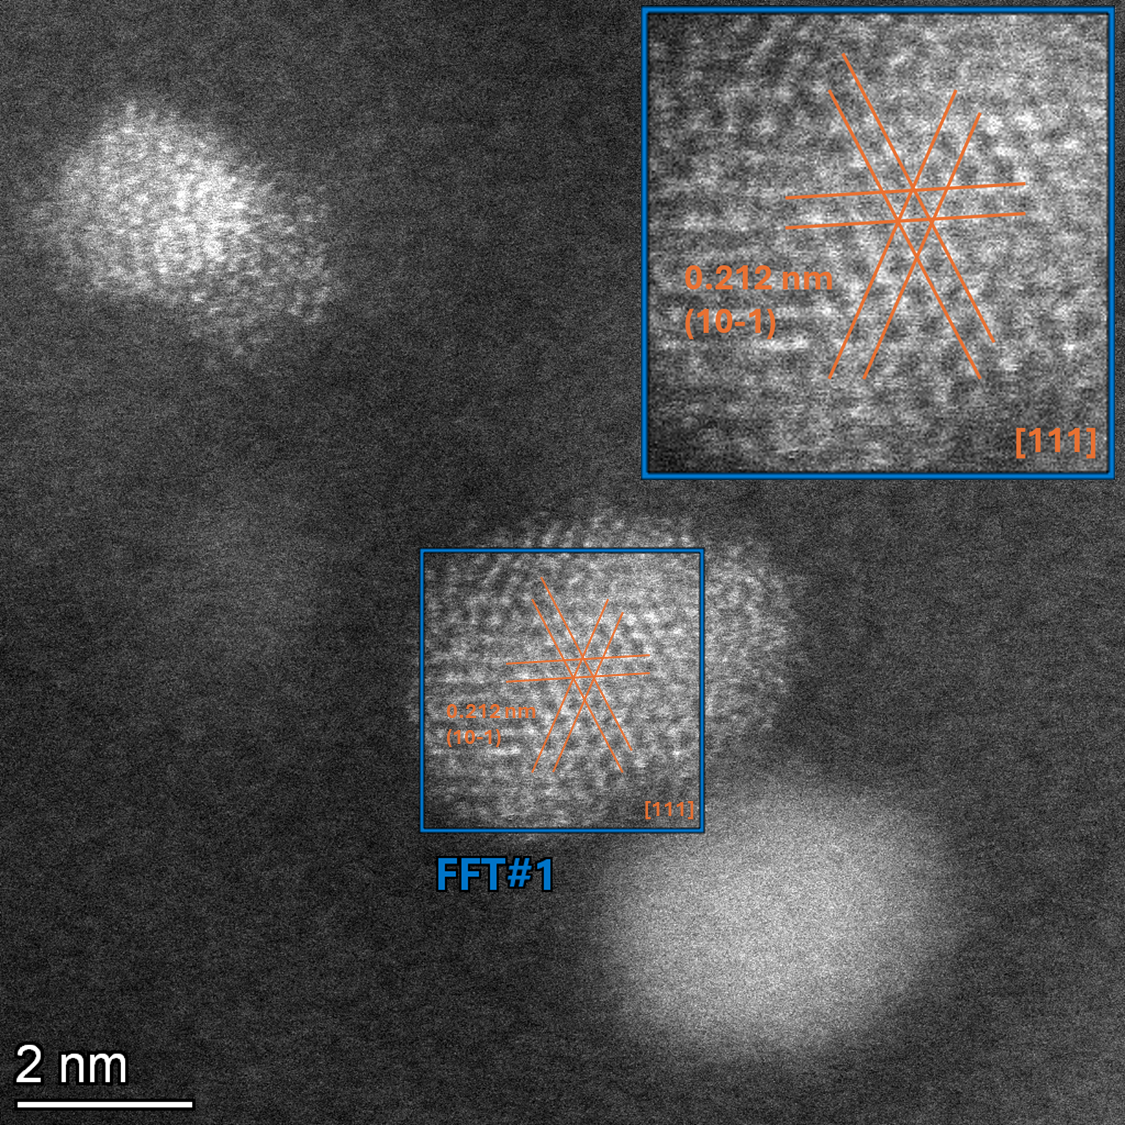 0.212 nm
(10-1)
[111]
0.212 nm
(10-1)
[111]
FFT#1
2 nm